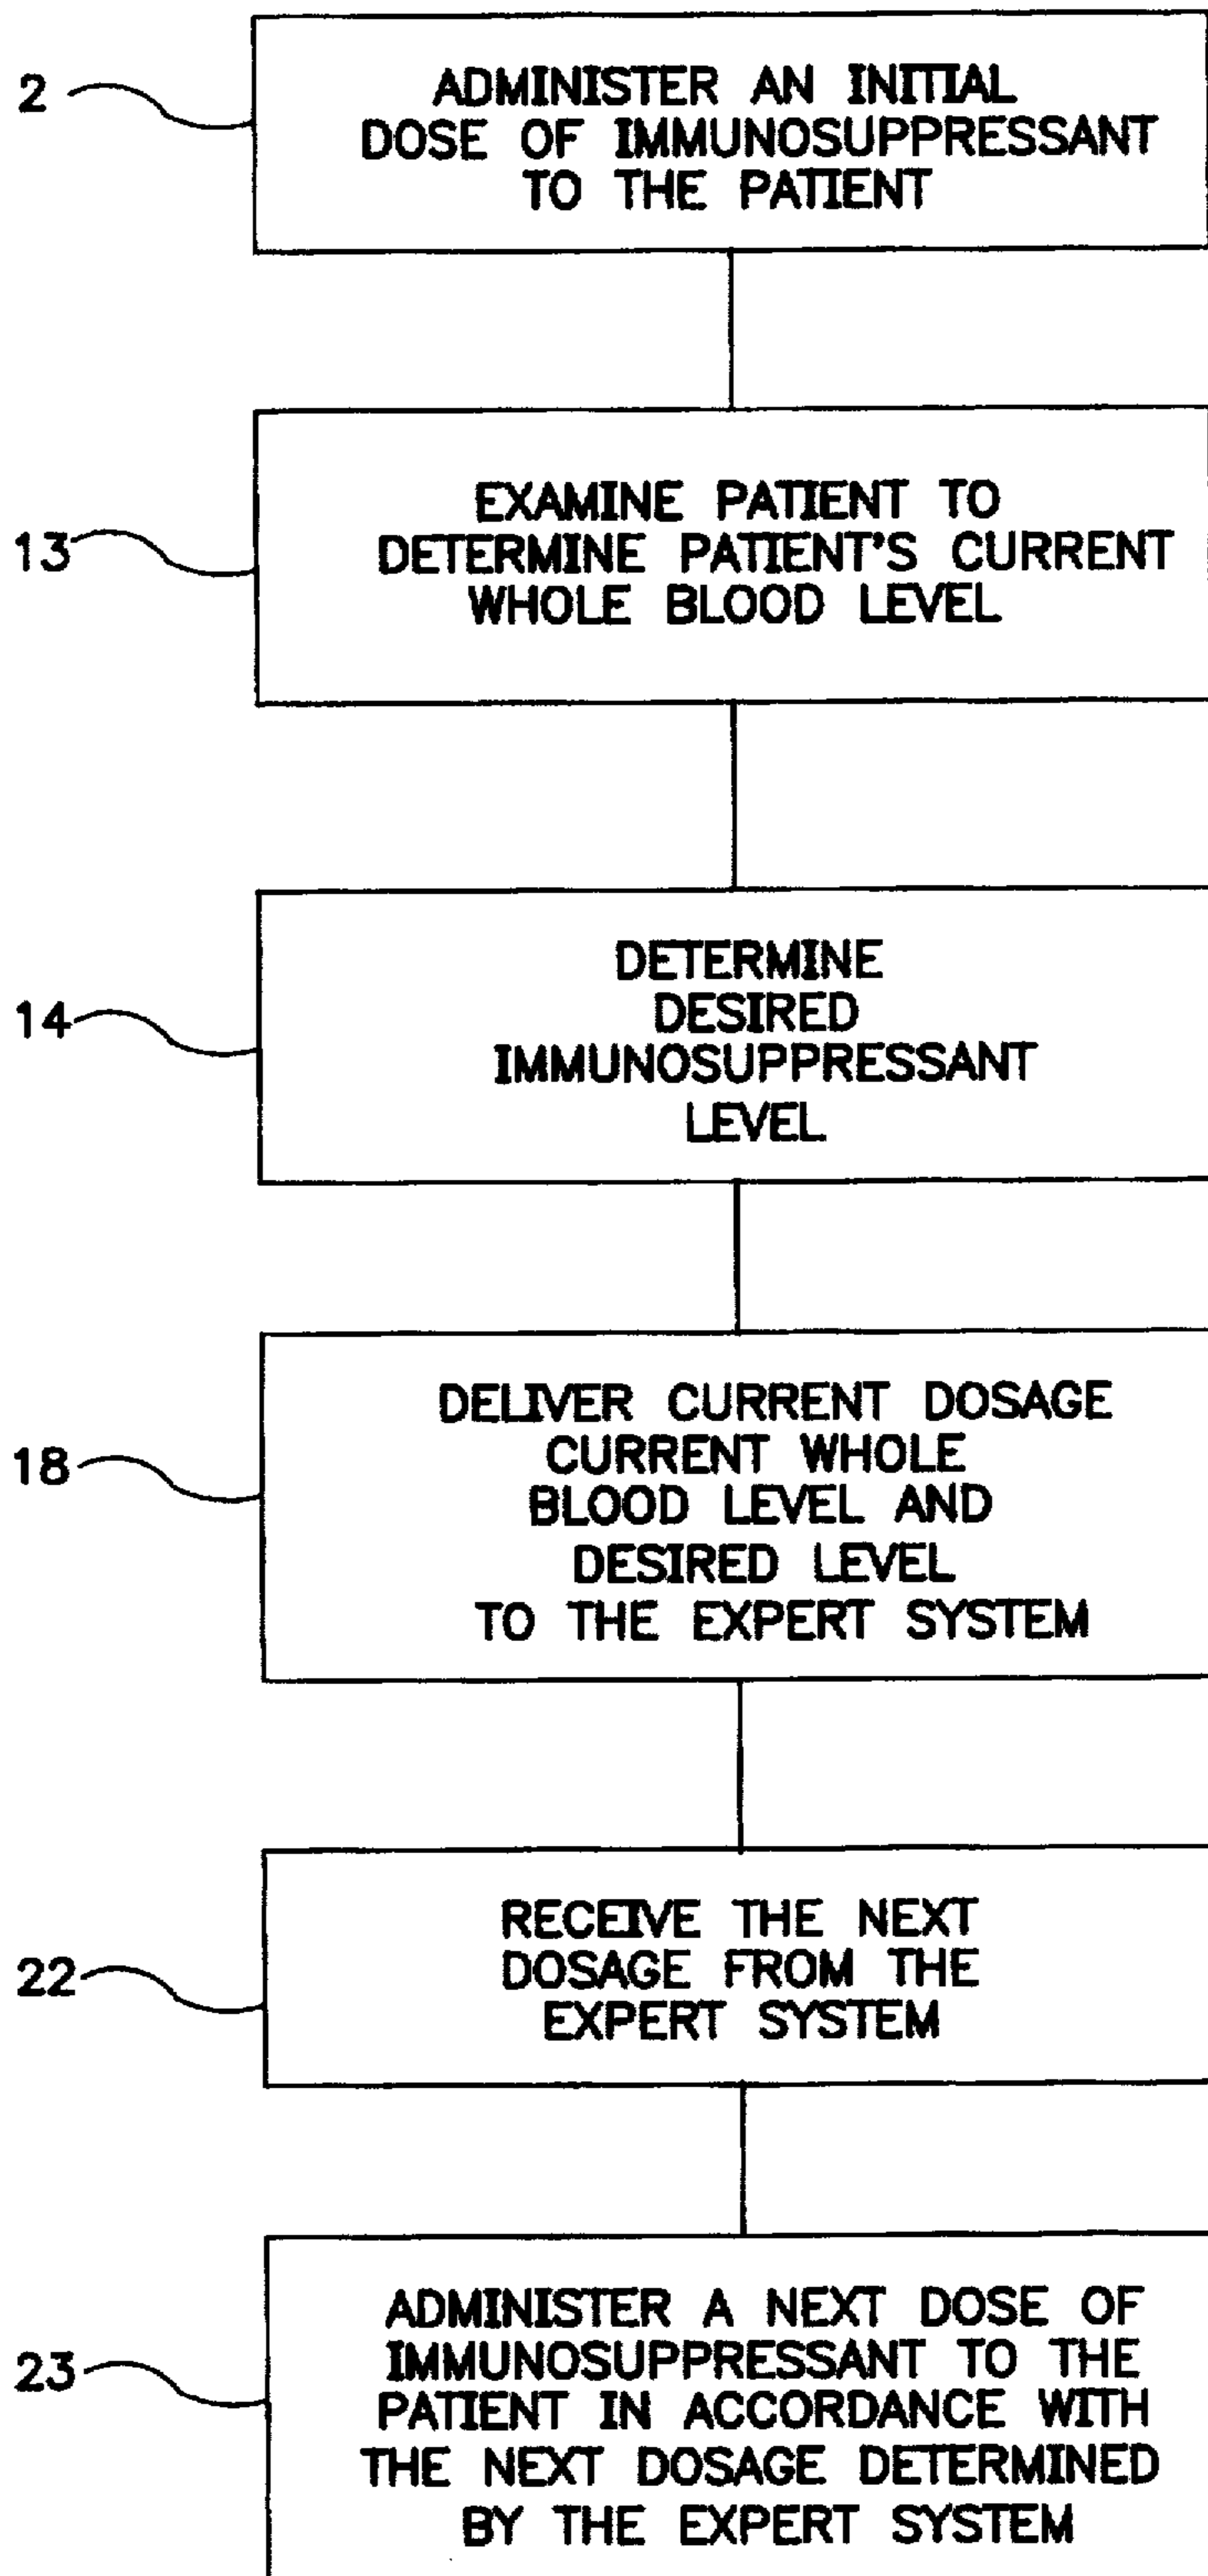 2
ADMINISTER AN INITIAL
DOSE OF IMMUNOSUPPRESSANT
TO THE PATIENT
13
EXAMINE PATIENT TO
DETERMINE PATIENT'S CURRENT
WHOLE BLOOD LEVEL
14
DETERMINE
DESIRED
IMMUNOSUPPRESSANT
LEVEL
18
DELIVER CURRENT DOSAGE
CURRENT WHOLE
BLOOD LEVEL AND
DESIRED LEVEL
TO THE EXPERT SYSTEM
22
RECEIVE THE NEXT
DOSAGE FROM THE
EXPERT SYSTEM
23
ADMINISTER A NEXT DOSE OF
IMMUNOSUPPRESSANT TO THE
PATIENT IN ACCORDANCE WITH
THE NEXT DOSAGE DETERMINED
BY THE EXPERT SYSTEM